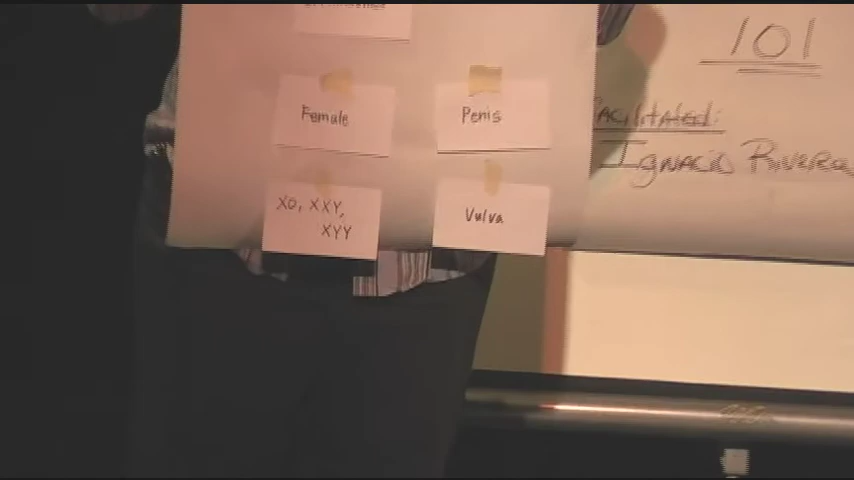 Female
Penis
XO, XXY,
XYY
Vulva
101
Facilitated:
Ignacio Rivera